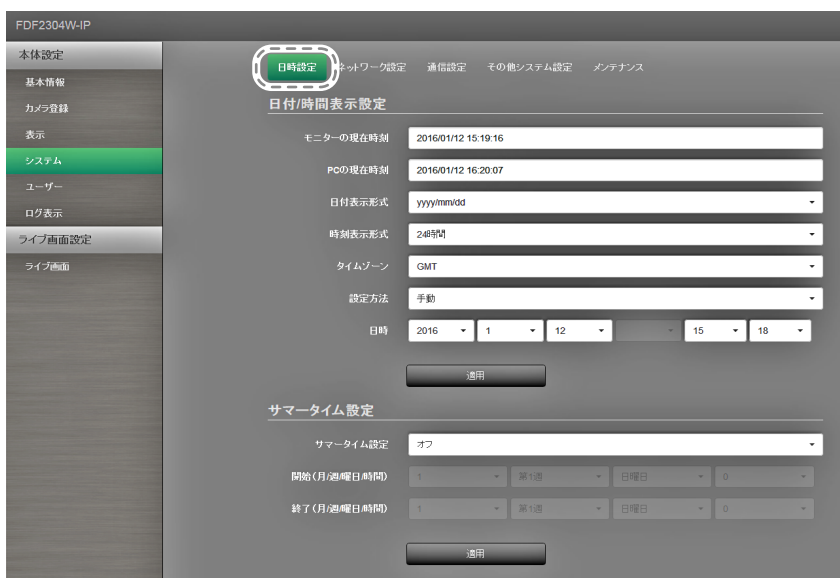 FDF2304W-IP
本体設定
基本情報
カメラ登録
表示
システム
ユーザー
ログ表示
ライブ画面設定
ライブ画面
日時設定 ネットワーク設定 通信設定 その他システム設定 メンテナンス
日付/時間表示設定
モニターの現在時刻 2016/01/12 15:19:16
PCの現在時刻 2016/01/12 16:20:07
日付表示形式 yyyy/mm/dd
時刻表示形式 24時間
タイムゾーン GMT
設定方法 手動
日時 2016 1 12 15 18
適用
サマータイム設定
サマータイム設定 オフ
開始(月/週/曜日/時間) 1 第1週 日曜日 0
終了(月/週/曜日/時間) 1 第1週 日曜日 0
適用